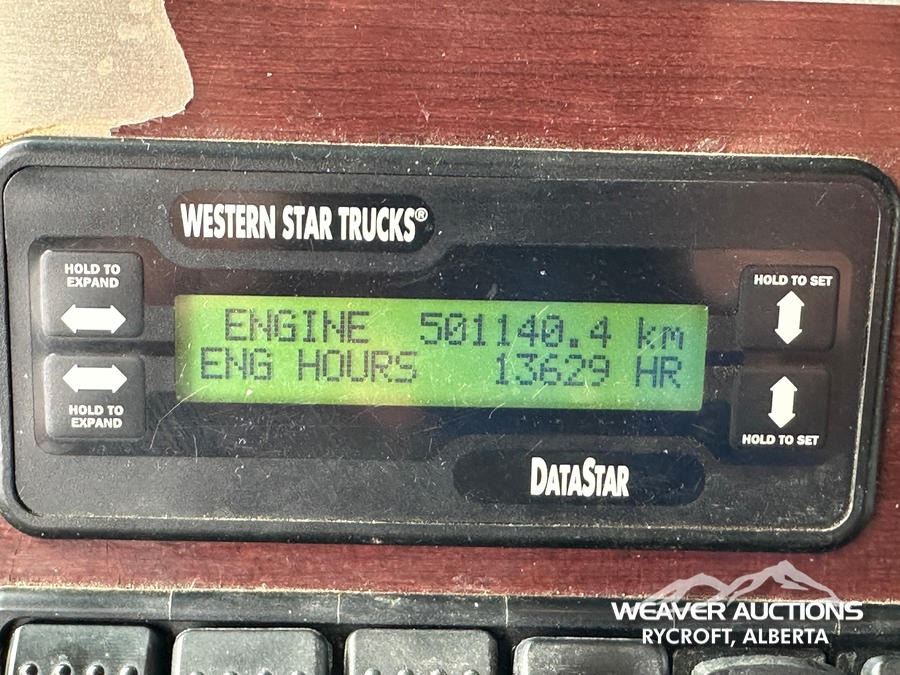 WESTERN STAR TRUCKS®
HOLD TO
EXPAND
HOLD TO SET
ENGINE 501140.4 km
ENG HOURS 13629 HR
HOLD TO
EXPAND
HOLD TO SET
DATASTAR
WEAVER AUCTIONS
RYCROFT, ALBERTA